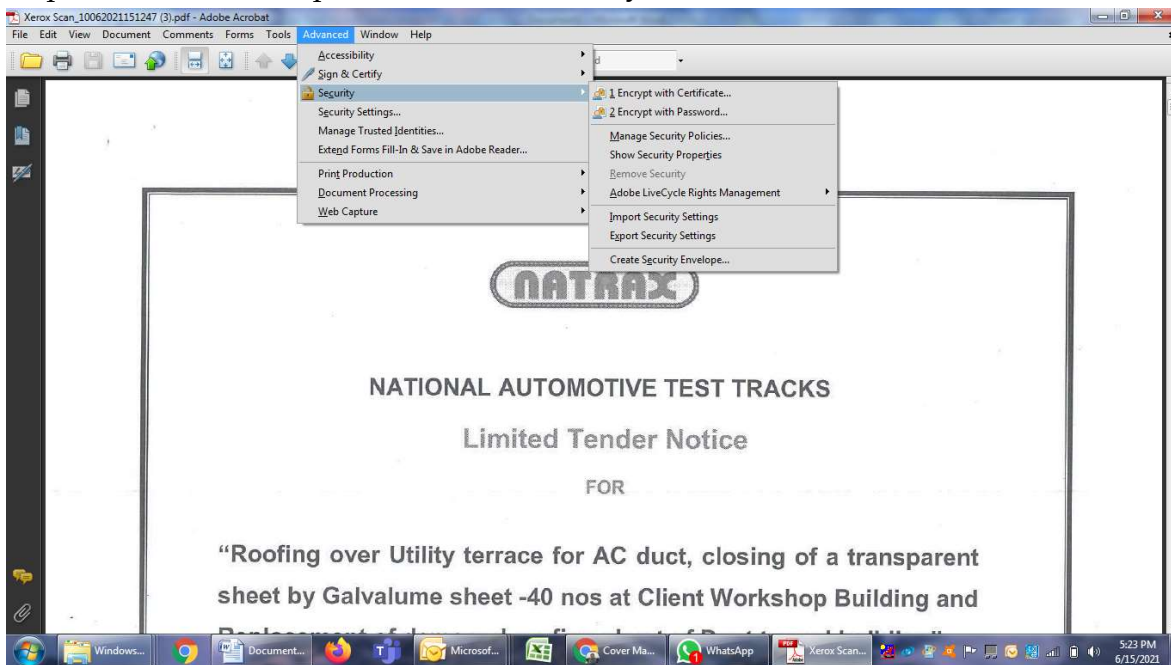 Xerox Scan_10062021151247 (3).pdf - Adobe Acrobat
File Edit View Document Comments Forms Tools Advanced Window Help
Accessibility
Sign & Certify
Security
Security Settings...
Manage Trusted Identities...
Extend Forms Fill-In & Save in Adobe Reader...
Print Production
Document Processing
Web Capture
1 Encrypt with Certificate...
2 Encrypt with Password...
Manage Security Policies...
Show Security Properties
Remove Security
Adobe LiveCycle Rights Management
Import Security Settings
Export Security Settings
Create Security Envelope...
NATRAX
NATIONAL AUTOMOTIVE TEST TRACKS
Limited Tender Notice
FOR
“Roofing over Utility terrace for AC duct, closing of a transparent
sheet by Galvalume sheet -40 nos at Client Workshop Building and
Windows... Document... Microsof... Cover Ma... WhatsApp Xerox Scan...
5:23 PM
6/15/2021